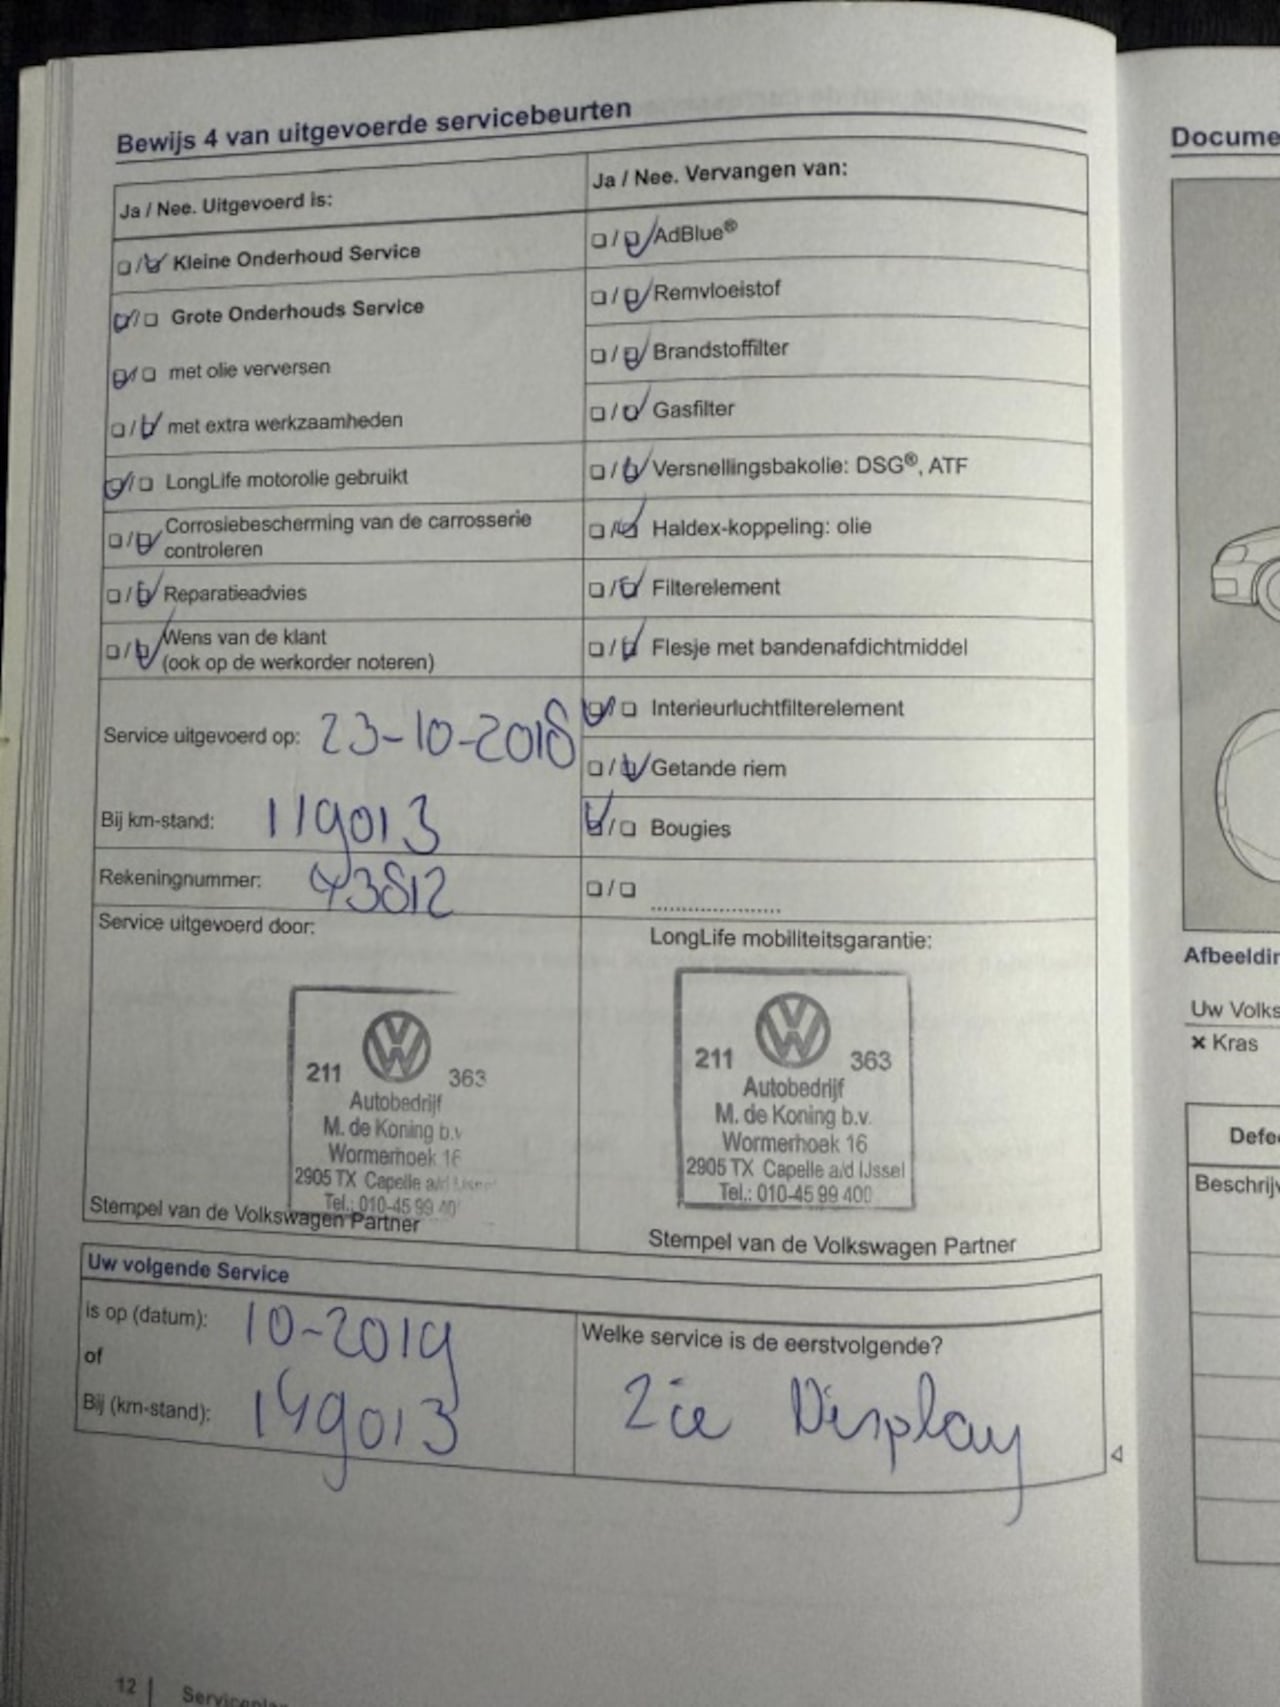 Bewijs 4 van uitgevoerde servicebeurten
Docume
Ja / Nee. Uitgevoerd is:
Ja / Nee. Vervangen van:
Kleine Onderhoud Service
AdBlue®
Grote Onderhouds Service
Remvloeistof
met olie verversen
Brandstoffilter
met extra werkzaamheden
Gasfilter
LongLife motorolie gebruikt
Versnellingsbakolie: DSG®, ATF
Corrosiebescherming van de carrosserie
controleren
Haldex-koppeling: olie
Reparatieadvies
Filterelement
Wens van de klant
(ook op de werkorder noteren)
Flesje met bandenafdichtmiddel
Service uitgevoerd op: 23-10-2018
Interieurluchtfilterelement
Getande riem
Bij km-stand: 119013
Bougies
Rekeningnummer: 43812
Service uitgevoerd door:
LongLife mobiliteitsgarantie:
211 363
Autobedrijf
M. de Koning b.v
Wormerhoek 16
2905 TX Capelle a/d IJssel
Tel.: 010-45 99 40
Stempel van de Volkswagen Partner
211 363
Autobedrijf
M. de Koning b.v.
Wormerhoek 16
2905 TX Capelle a/d IJssel
Tel.: 010-45 99 400
Stempel van de Volkswagen Partner
Uw volgende Service
is op (datum): 10-2019
of
Bij (km-stand): 149013
Welke service is de eerstvolgende?
Zie Display
12
Serviceplan
Afbeeldin
Uw Volks
× Kras
Defe
Beschrijv